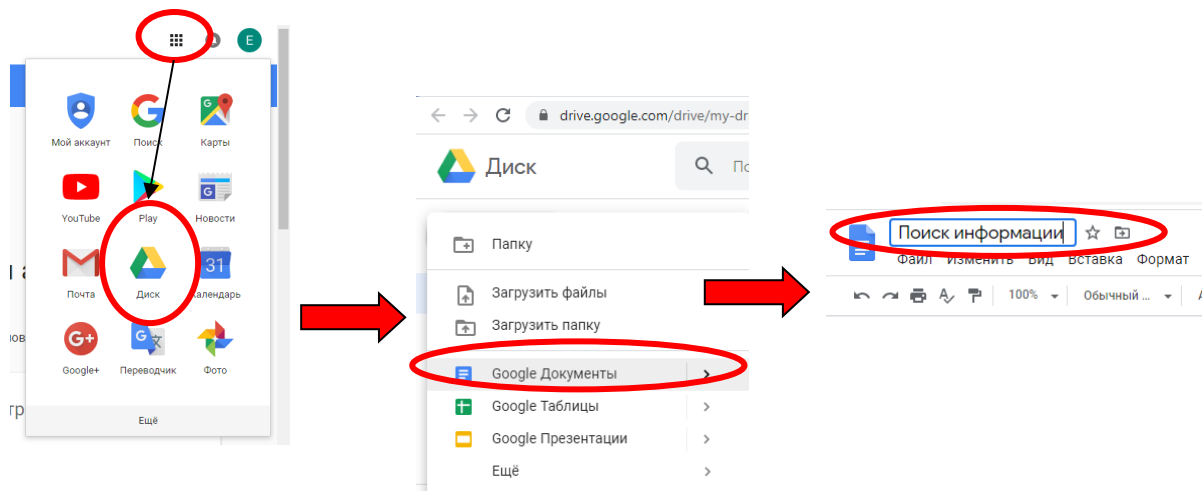 E
Мой аккаунт Поиск Карты
YouTube Play Новости
31
Почта Диск Календарь
Google+ Переводчик Фото
Ещё
drive.google.com/drive/my-dr
Диск
Папку
Загрузить файлы
Загрузить папку
Google Документы
Google Таблицы
Google Презентации
Ещё
Поиск информации
Файл Изменить Вид Вставка Формат
100% Обычный ...